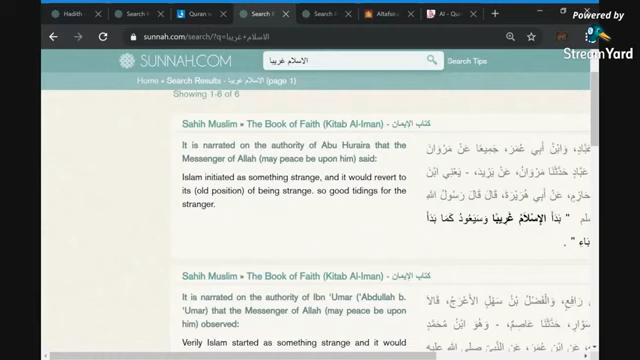 Hadith
Search R
Quran w
Search R
Search R
Altafsir
Al - Qur
Powered by
StreamYard
sunnah.com/search/?q=الاسلام+غريبا
SUNNAH.COM
الاسلام غريبا
Search Tips
Home » Search Results - الاسلام غريبا (page 1)
Showing 1-6 of 6
Sahih Muslim » The Book of Faith (Kitab Al-Iman) - كتاب الإيمان
It is narrated on the authority of Abu Huraira that the
Messenger of Allah (may peace be upon him) said:
Islam initiated as something strange, and it would revert to
its (old position) of being strange. so good tidings for the
stranger.
عَبَّادٍ، وَابْنُ أَبِي عُمَرَ، جَمِيعًا عَنْ مَرْوَانَ
عَبَّادٍ حَدَّثَنَا مَرْوَانُ، عَنْ يَزِيدَ، - يَعْنِي ابْنَ
حَازِمٍ، عَنْ أَبِي هُرَيْرَةَ، قَالَ قَالَ رَسُولُ اللَّهِ
" بَدَأَ الإِسْلاَمُ غَرِيبًا وَسَيَعُودُ كَمَا بَدَأَ
Sahih Muslim » The Book of Faith (Kitab Al-Iman) - كتاب الإيمان
It is narrated on the authority of Ibn 'Umar ('Abdullah b.
'Umar) that the Messenger of Allah (may peace be upon
him) observed:
Verily Islam started as something strange and it would
رَافِعٍ، وَالْفَضْلُ بْنُ سَهْلٍ الأَعْرَجُ، قَالاَ
سَوَّارٍ، حَدَّثَنَا عَاصِمٌ، - وَهُوَ ابْنُ مُحَمَّدٍ
عَنِ ابْنِ عُمَرَ، عَنِ النَّبِيِّ صلى الله عليه